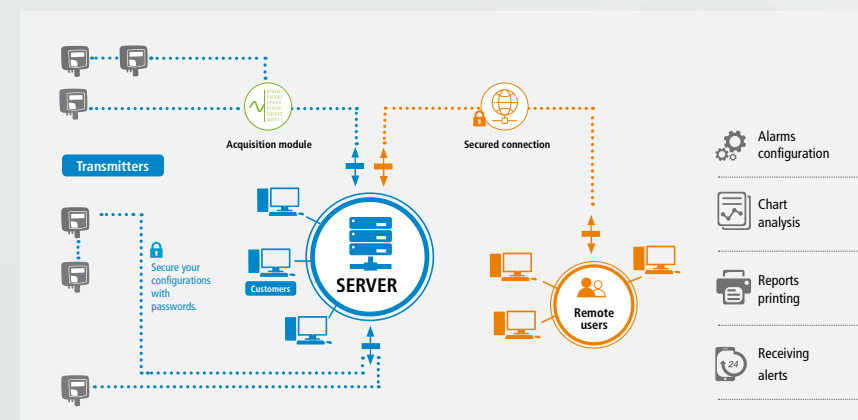 Acquisition module
Secured connection
Transmitters
Secure your
configurations
with
passwords.
Customers
SERVER
Remote
users
Alarms
configuration
Chart
analysis
Reports
printing
24
Receiving
alerts